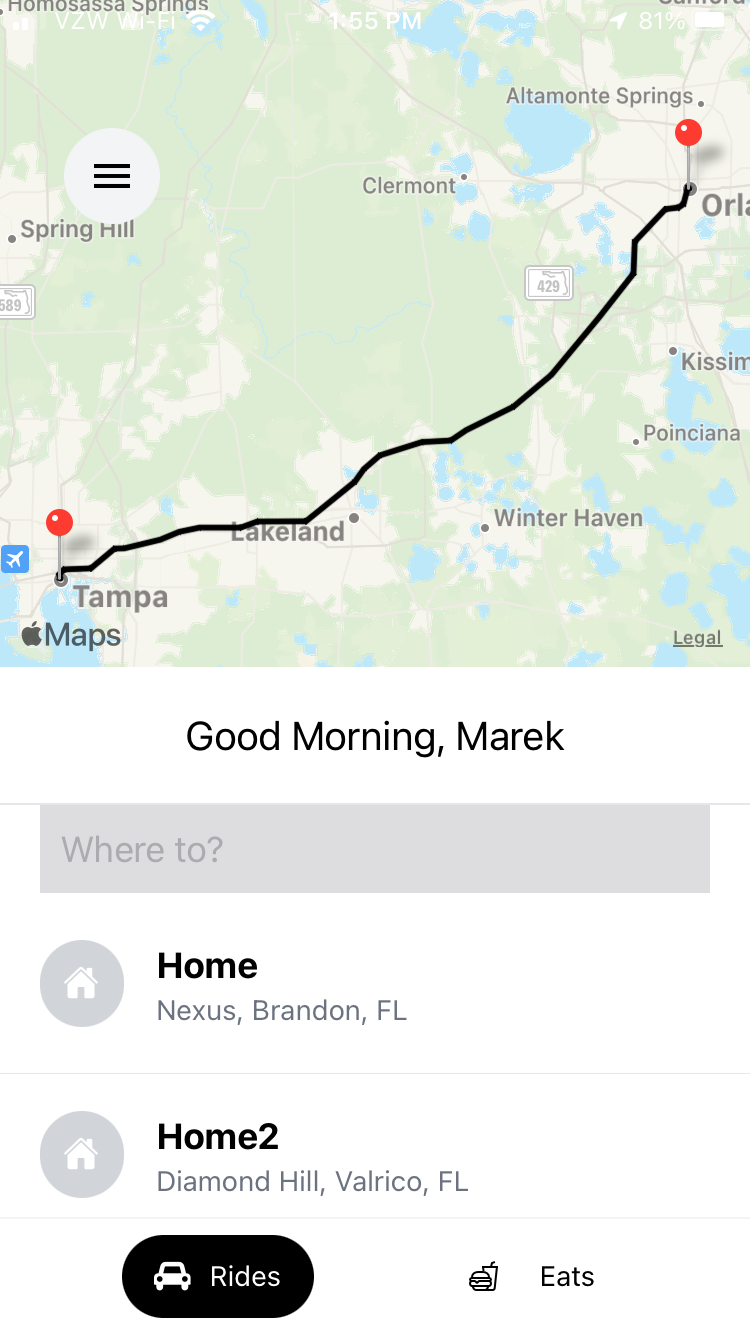 Homosassa Springs
VZW Wi-Fi
1:55 PM
81%
Altamonte Springs
Clermont
Orla
Spring Hill
429
589
Kissim
Poinciana
Winter Haven
Lakeland
Tampa
Maps
Legal
Good Morning, Marek
Where to?
Home
Nexus, Brandon, FL
Home2
Diamond Hill, Valrico, FL
Rides
Eats